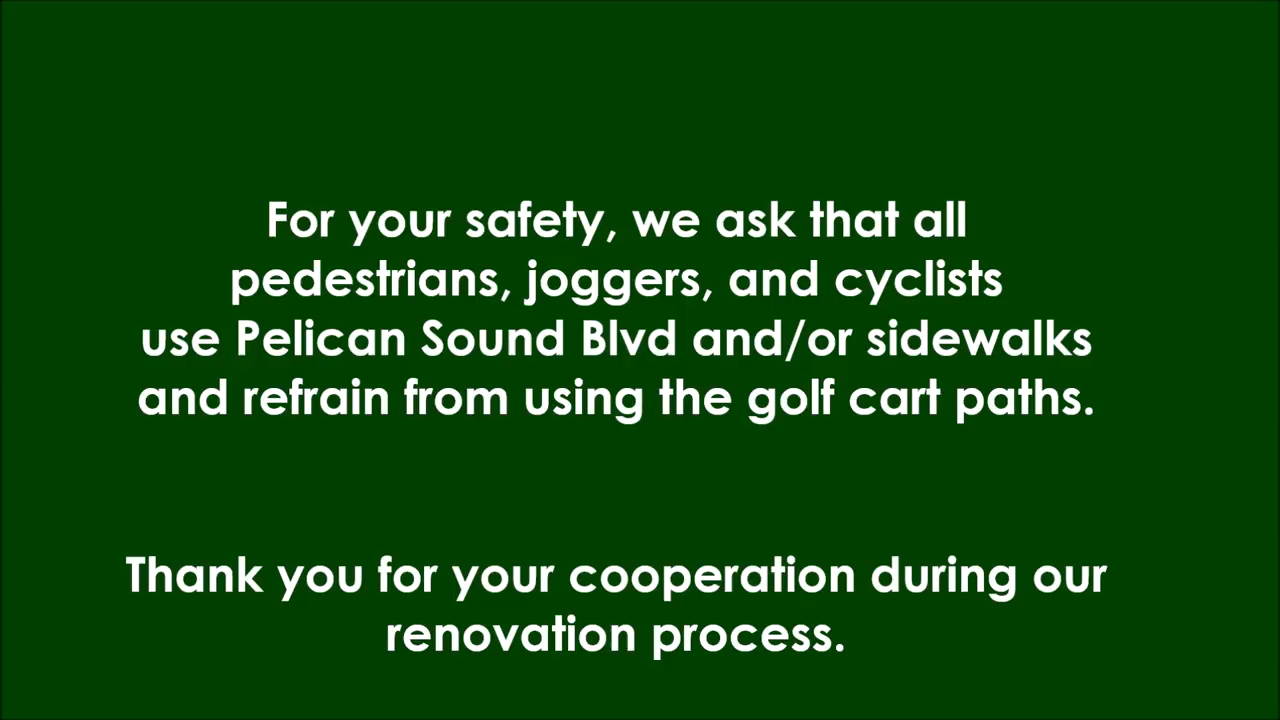 For your safety, we ask that all
pedestrians, joggers, and cyclists
use Pelican Sound Blvd and/or sidewalks
and refrain from using the golf cart paths.
Thank you for your cooperation during our
renovation process.